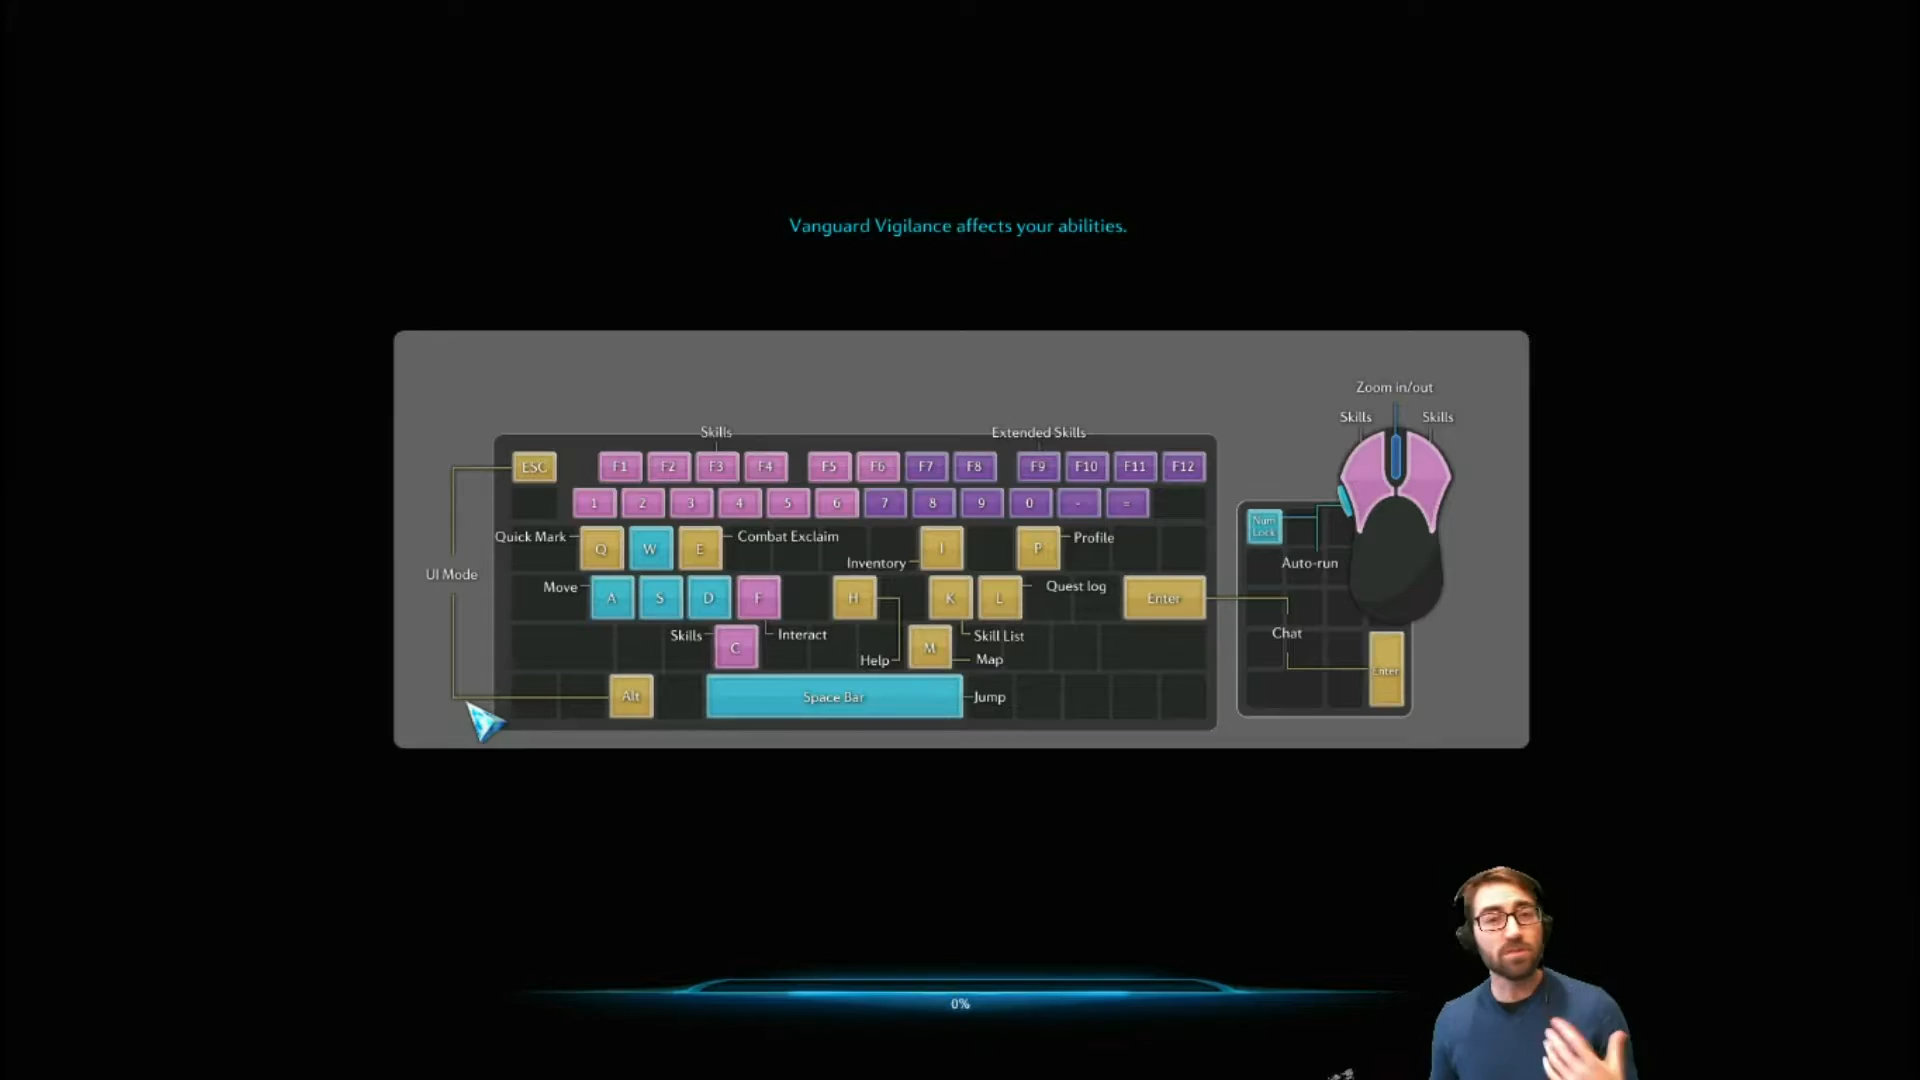 Vanguard Vigilance affects your abilities.
Zoom in/out
Skills Skills
Skills Extended Skills
ESC F1 F2 F3 F4 F5 F6 F7 F8 F9 F10 F11 F12
1 2 3 4 5 6 7 8 9 0 - =
Num
Lock
Quick Mark Q W E Combat Exclaim I P Profile
Inventory
Auto-run
UI Mode
Move A S D F H K L Quest log Enter
Chat
Skills C Interact M Skill List
Help Map
Enter
Alt Space Bar Jump
0%